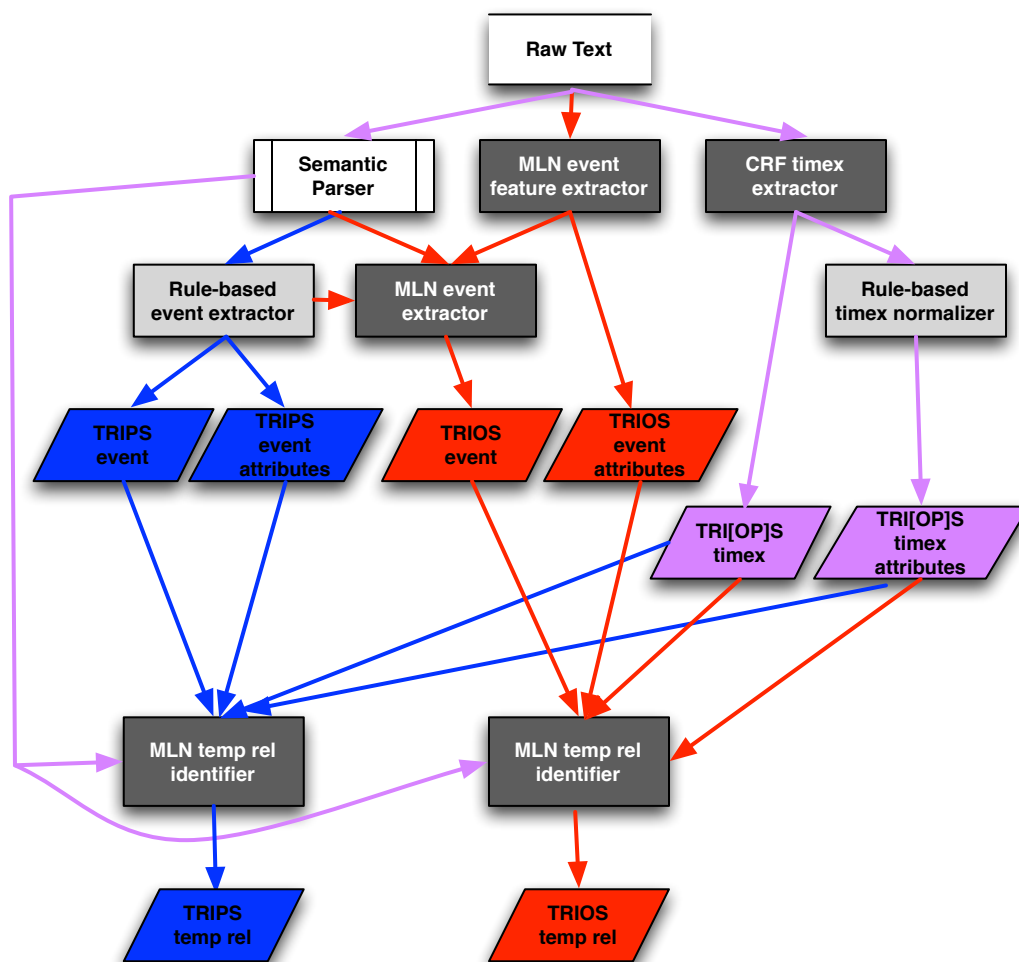 Raw Text
Semantic
Parser
MLN event
feature extractor
CRF timex
extractor
Rule-based
event extractor
MLN event
extractor
Rule-based
timex normalizer
TRIPS
event
TRIPS
event
attributes
TRIOS
event
TRIOS
event
attributes
TRI[OP]S
timex
TRI[OP]S
timex
attributes
MLN temp rel
identifier
MLN temp rel
identifier
TRIPS
temp rel
TRIOS
temp rel